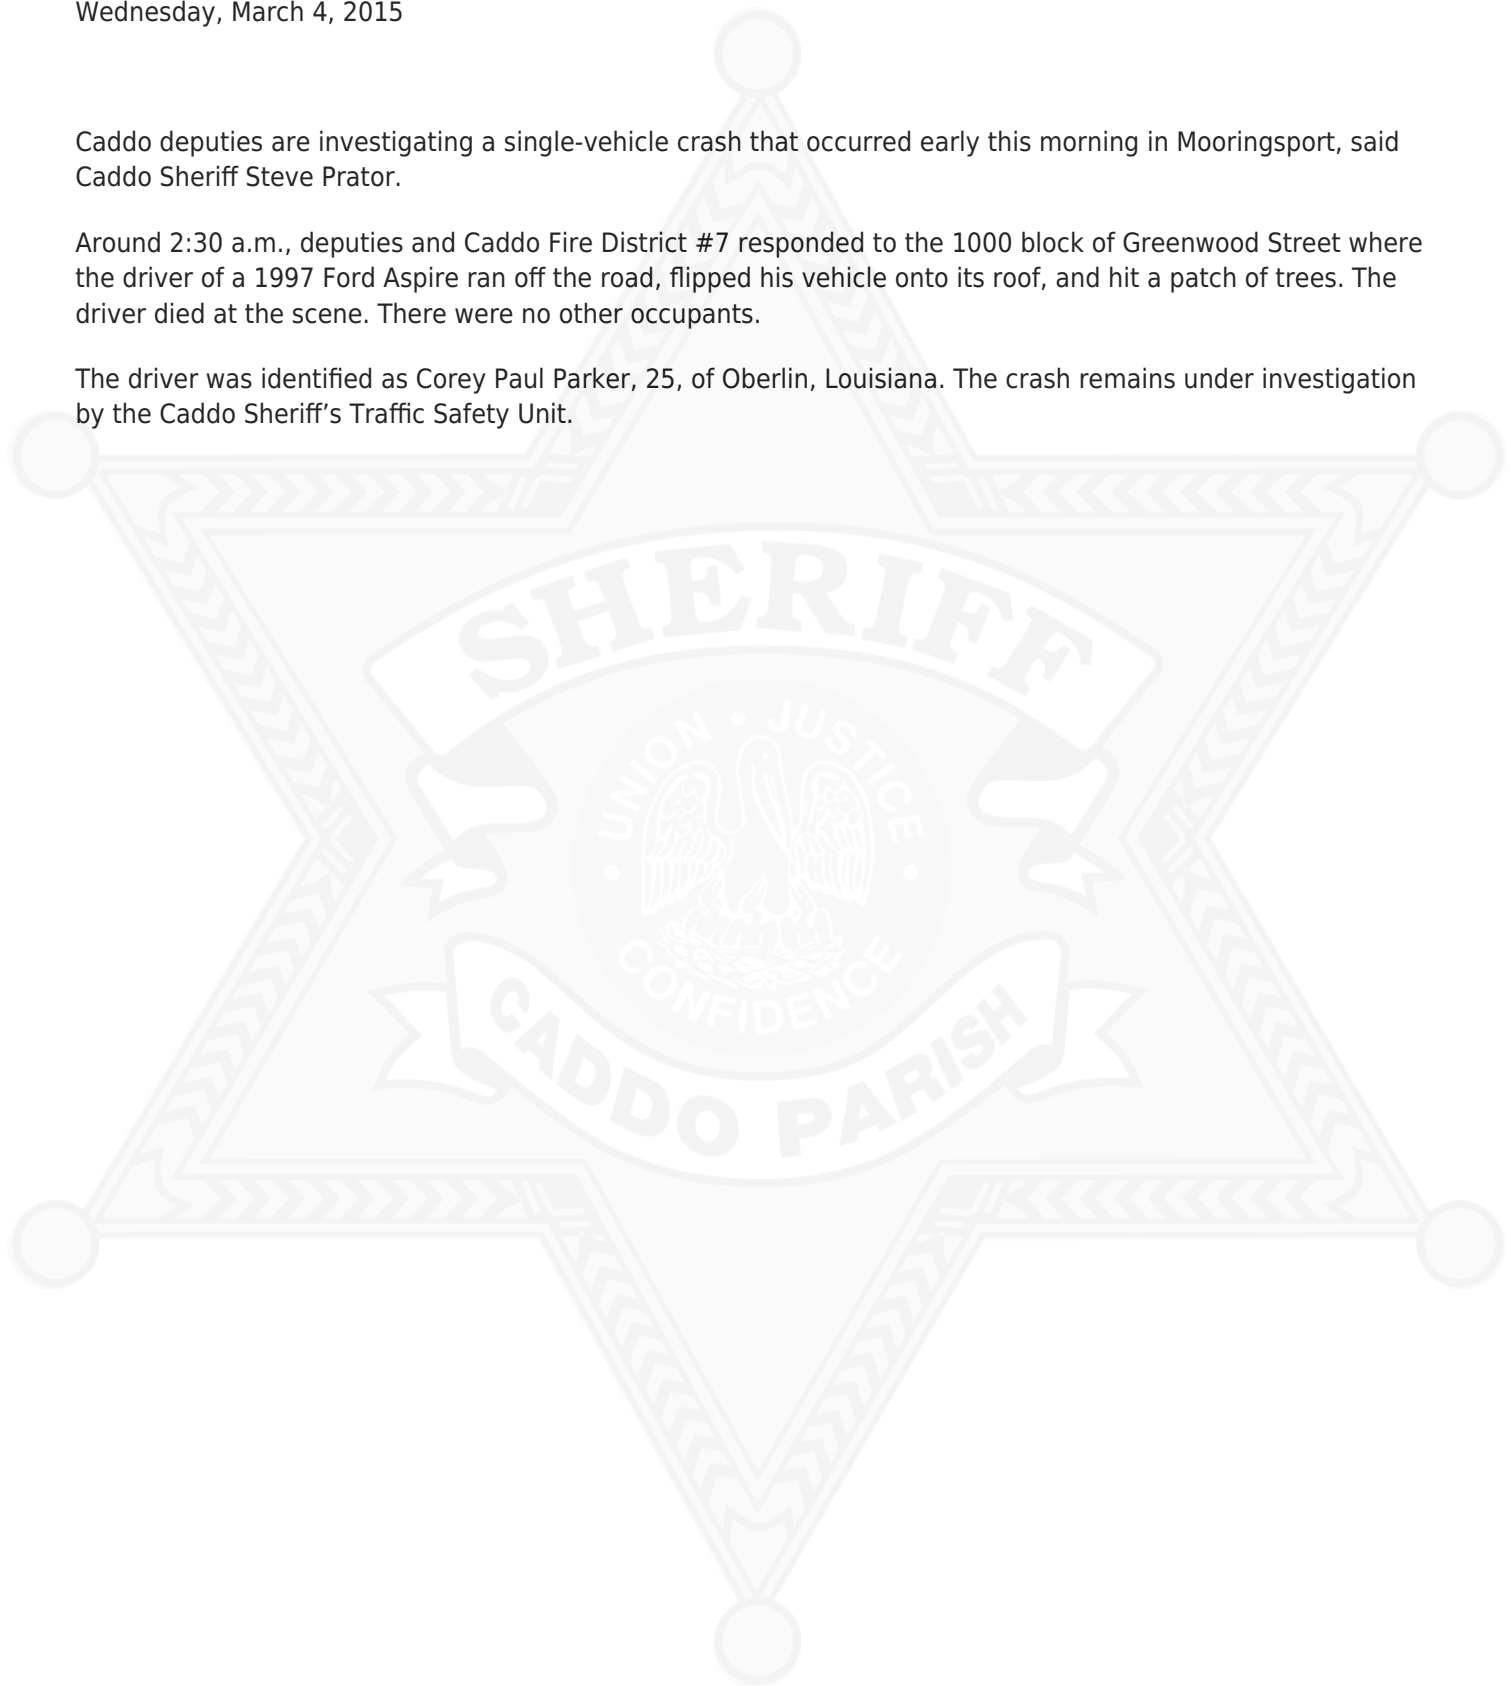 Wednesday, March 4, 2015
Caddo deputies are investigating a single-vehicle crash that occurred early this morning in Mooringsport, said
Caddo Sheriff Steve Prator.
Around 2:30 a.m., deputies and Caddo Fire District #7 responded to the 1000 block of Greenwood Street where
the driver of a 1997 Ford Aspire ran off the road, flipped his vehicle onto its roof, and hit a patch of trees. The
driver died at the scene. There were no other occupants.
The driver was identified as Corey Paul Parker, 25, of Oberlin, Louisiana. The crash remains under investigation
by the Caddo Sheriff’s Traffic Safety Unit.
SHERIFF
UNION • JUSTICE
• CONFIDENCE •
CADDO PARISH